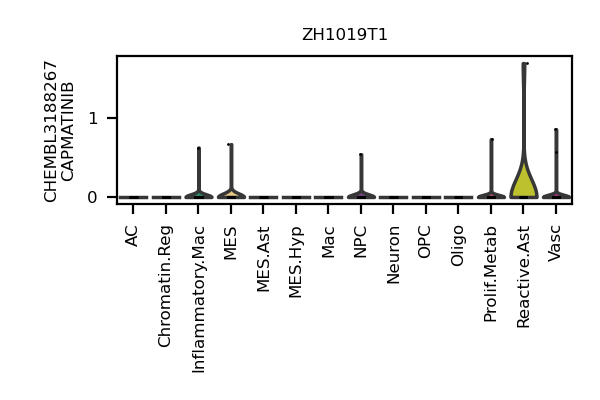 ZH1019T1
CHEMBL3188267
CAPMATINIB
1
0
AC
Chromatin.Reg
Inflammatory.Mac
MES
MES.Ast
MES.Hyp
Mac
NPC
Neuron
OPC
Oligo
Prolif.Metab
Reactive.Ast
Vasc